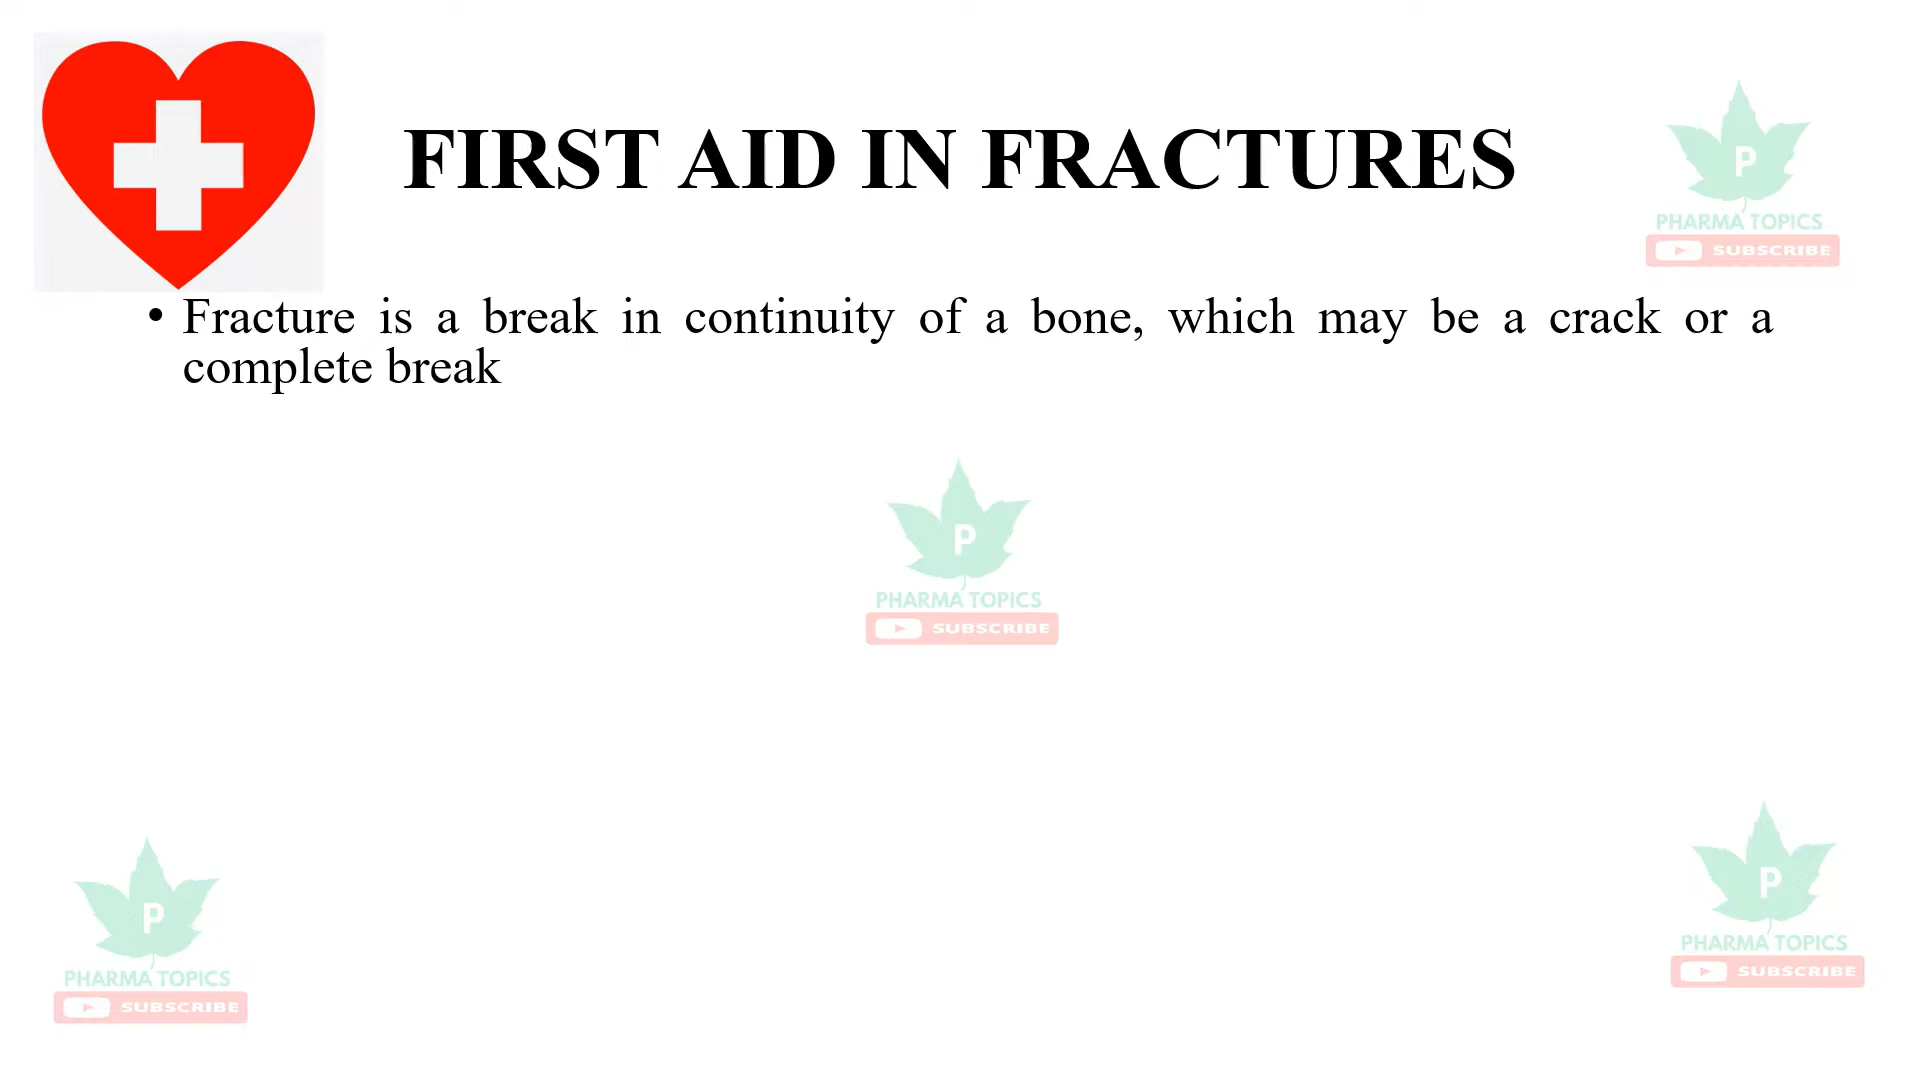 FIRST AID IN FRACTURES
P
PHARMA TOPICS
SUBSCRIBE
• Fracture is a break in continuity of a bone, which may be a crack or a
complete break
P
PHARMA TOPICS
SUBSCRIBE
P
PHARMA TOPICS
SUBSCRIBE
P
PHARMA TOPICS
SUBSCRIBE